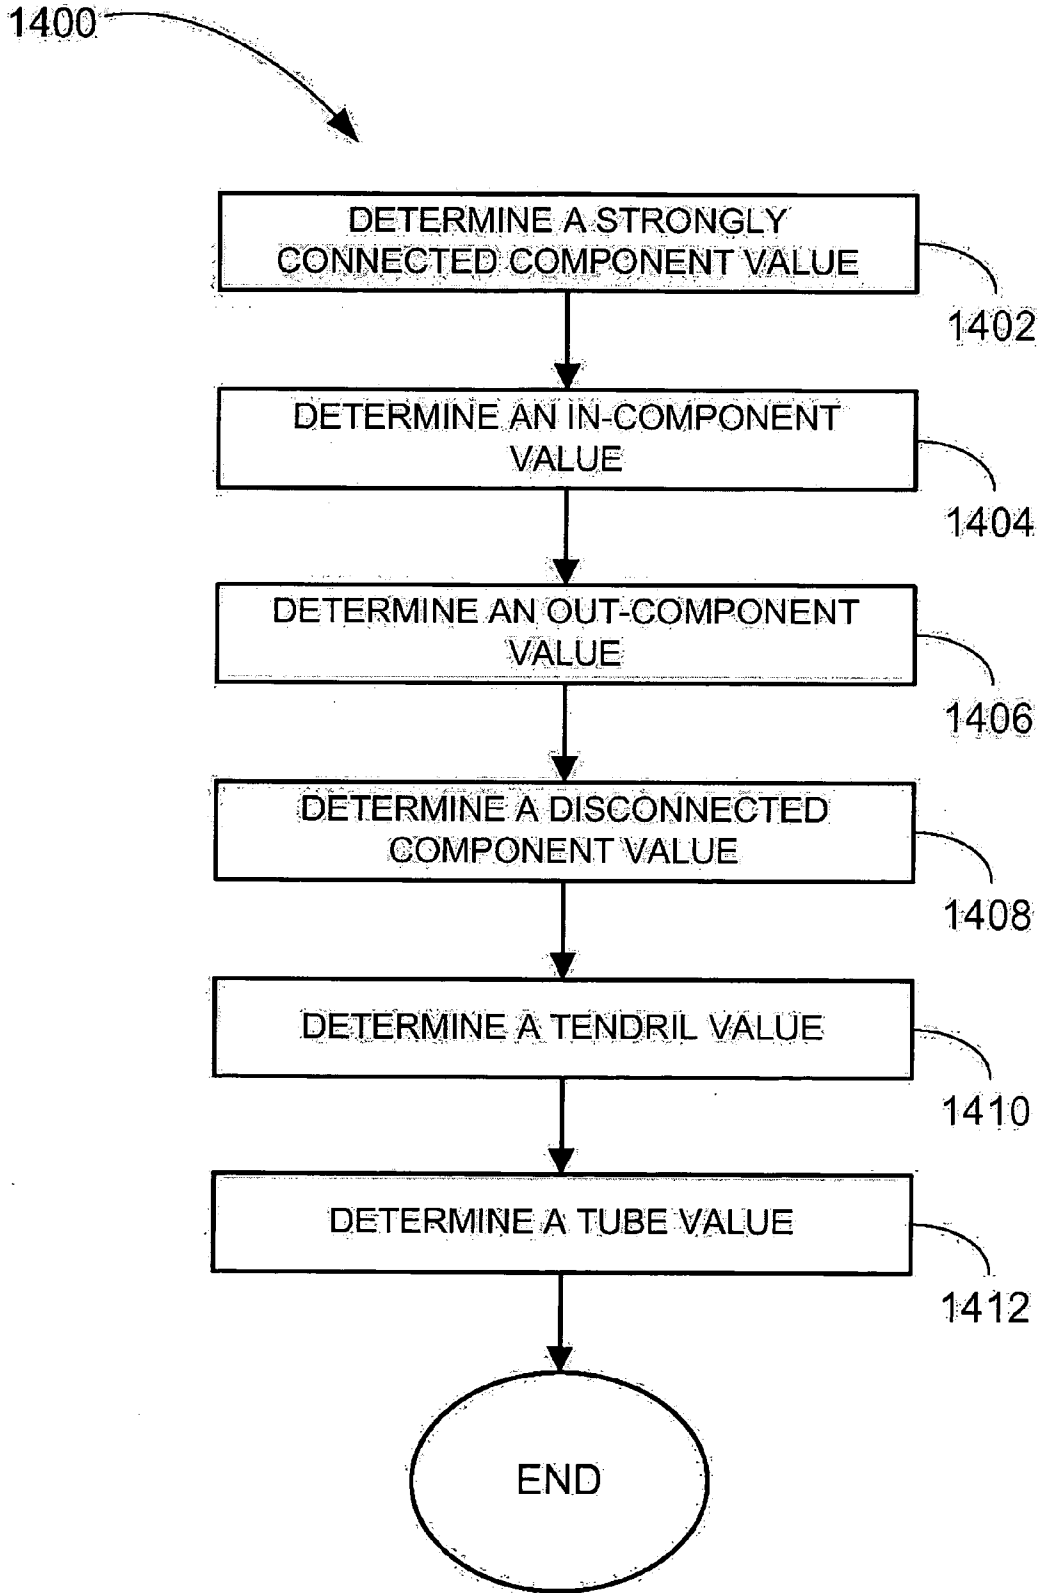 1400
DETERMINE A STRONGLY
CONNECTED COMPONENT VALUE
1402
DETERMINE AN IN-COMPONENT
VALUE
1404
DETERMINE AN OUT-COMPONENT
VALUE
1406
DETERMINE A DISCONNECTED
COMPONENT VALUE
1408
DETERMINE A TENDRIL VALUE
1410
DETERMINE A TUBE VALUE
1412
END